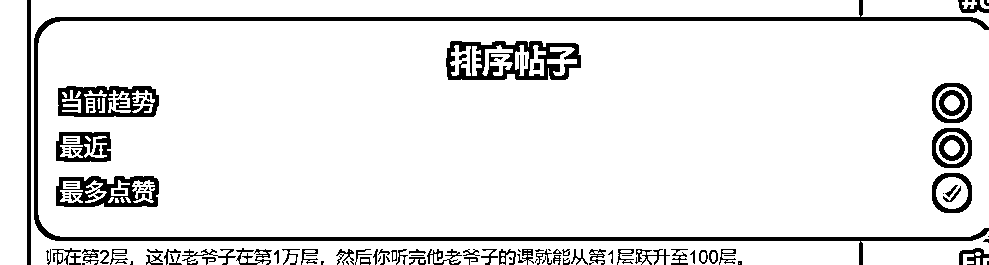 排序帖子
当前趋势
最近
最多点赞
师在第2层，这位老爷子在第1万层，然后你听完他老爷子的课就能从第1层跃升至100层。